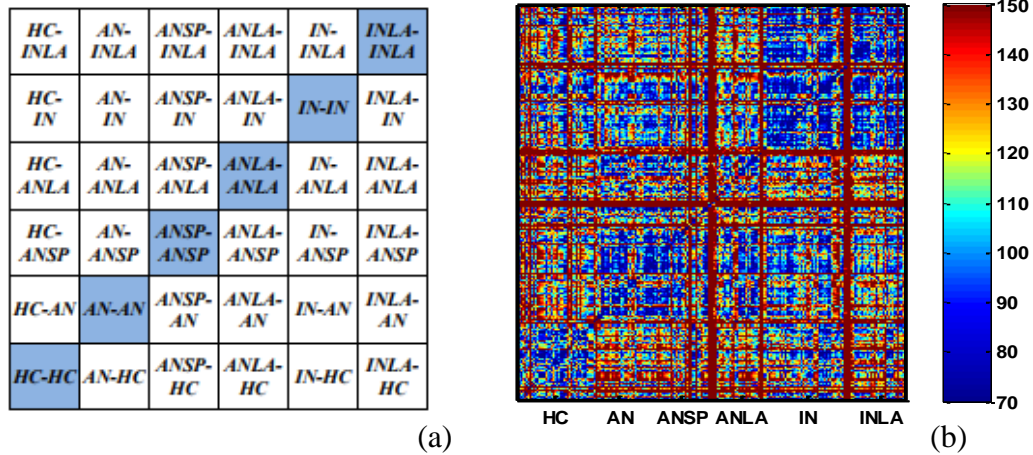 HC-INLA AN-INLA ANSP-INLA ANLA-INLA IN-INLA INLA-INLA
HC-IN AN-IN ANSP-IN ANLA-IN IN-IN INLA-IN
HC-ANLA AN-ANLA ANSP-ANLA ANLA-ANLA IN-ANLA INLA-ANLA
HC-ANSP AN-ANSP ANSP-ANSP ANLA-ANSP IN-ANSP INLA-ANSP
HC-AN AN-AN ANSP-AN ANLA-AN IN-AN INLA-AN
HC-HC AN-HC ANSP-HC ANLA-HC IN-HC INLA-HC
(a)
150
140
130
120
110
100
90
80
70
HC AN ANSP ANLA IN INLA
(b)